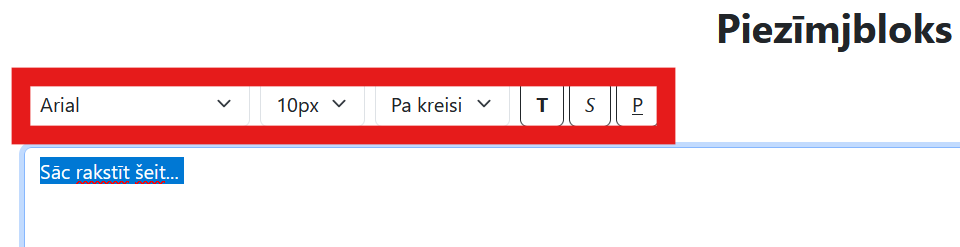 Piezīmjbloks
Arial 10px Pa kreisi T S P
Sāc rakstīt šeit...